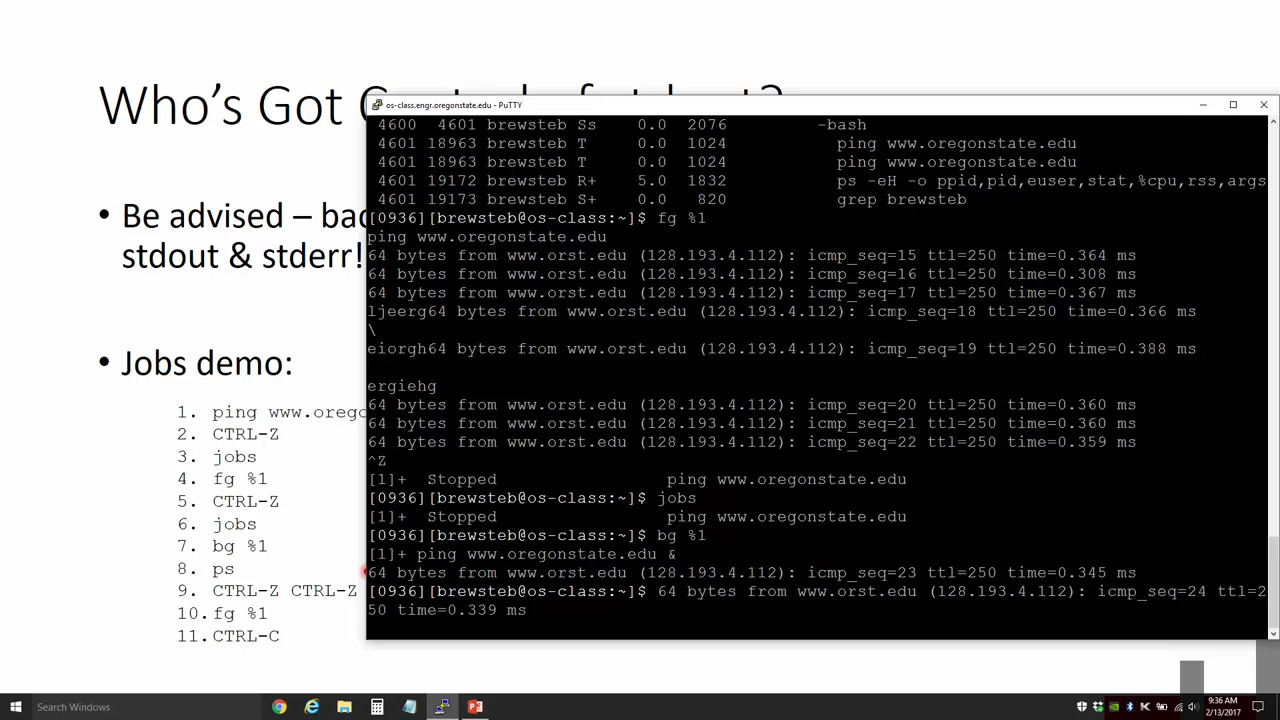 Who's Got C
Be advised – bac
stdout & stderr!
• Jobs demo:
1. ping www.orego
2. CTRL-Z
3. jobs
4. fg %1
5. CTRL-Z
6. jobs
7. bg %1
8. ps
9. CTRL-Z CTRL-Z
10. fg %1
11. CTRL-C
os-class.engr.oregonstate.edu - PuTTY
4600 4601 brewsteb Ss 0.0 2076 -bash
4601 18963 brewsteb T 0.0 1024 ping www.oregonstate.edu
4601 18963 brewsteb T 0.0 1024 ping www.oregonstate.edu
4601 19172 brewsteb R+ 5.0 1832 ps -eH -o ppid,pid,euser,stat,%cpu,rss,args
4601 19173 brewsteb S+ 0.0 820 grep brewsteb
[0936][brewsteb@os-class:~]$ fg %1
ping www.oregonstate.edu
64 bytes from www.orst.edu (128.193.4.112): icmp_seq=15 ttl=250 time=0.364 ms
64 bytes from www.orst.edu (128.193.4.112): icmp_seq=16 ttl=250 time=0.308 ms
64 bytes from www.orst.edu (128.193.4.112): icmp_seq=17 ttl=250 time=0.367 ms
ljeerg64 bytes from www.orst.edu (128.193.4.112): icmp_seq=18 ttl=250 time=0.366 ms
\
eiorgh64 bytes from www.orst.edu (128.193.4.112): icmp_seq=19 ttl=250 time=0.388 ms
ergiehg
64 bytes from www.orst.edu (128.193.4.112): icmp_seq=20 ttl=250 time=0.360 ms
64 bytes from www.orst.edu (128.193.4.112): icmp_seq=21 ttl=250 time=0.360 ms
64 bytes from www.orst.edu (128.193.4.112): icmp_seq=22 ttl=250 time=0.359 ms
^Z
[1]+ Stopped ping www.oregonstate.edu
[0936][brewsteb@os-class:~]$ jobs
[1]+ Stopped ping www.oregonstate.edu
[0936][brewsteb@os-class:~]$ bg %1
[1]+ ping www.oregonstate.edu &
64 bytes from www.orst.edu (128.193.4.112): icmp_seq=23 ttl=250 time=0.345 ms
[0936][brewsteb@os-class:~]$ 64 bytes from www.orst.edu (128.193.4.112): icmp_seq=24 ttl=2
50 time=0.339 ms
Search Windows
9:36 AM
2/13/2017